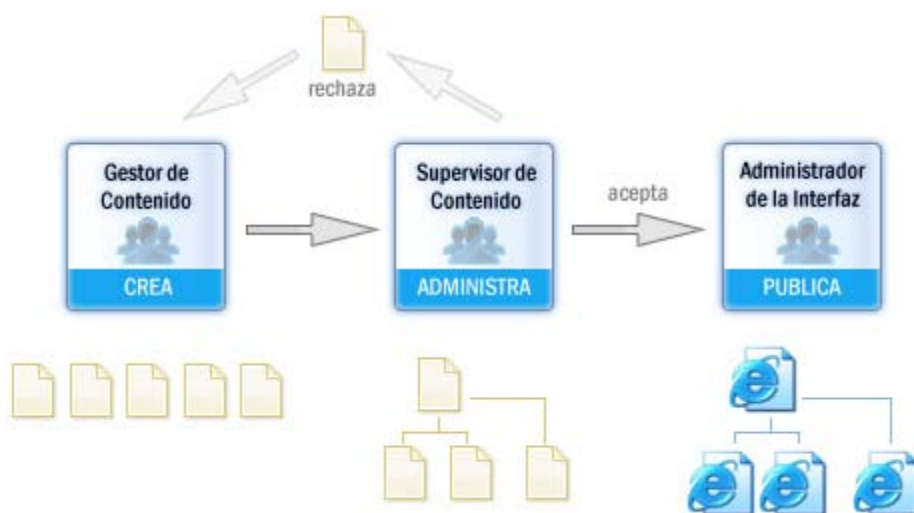 rechaza
Gestor de
Contenido
CREA
Supervisor de
Contenido
ADMINISTRA
acepta
Administrador
de la Interfaz
PUBLICA